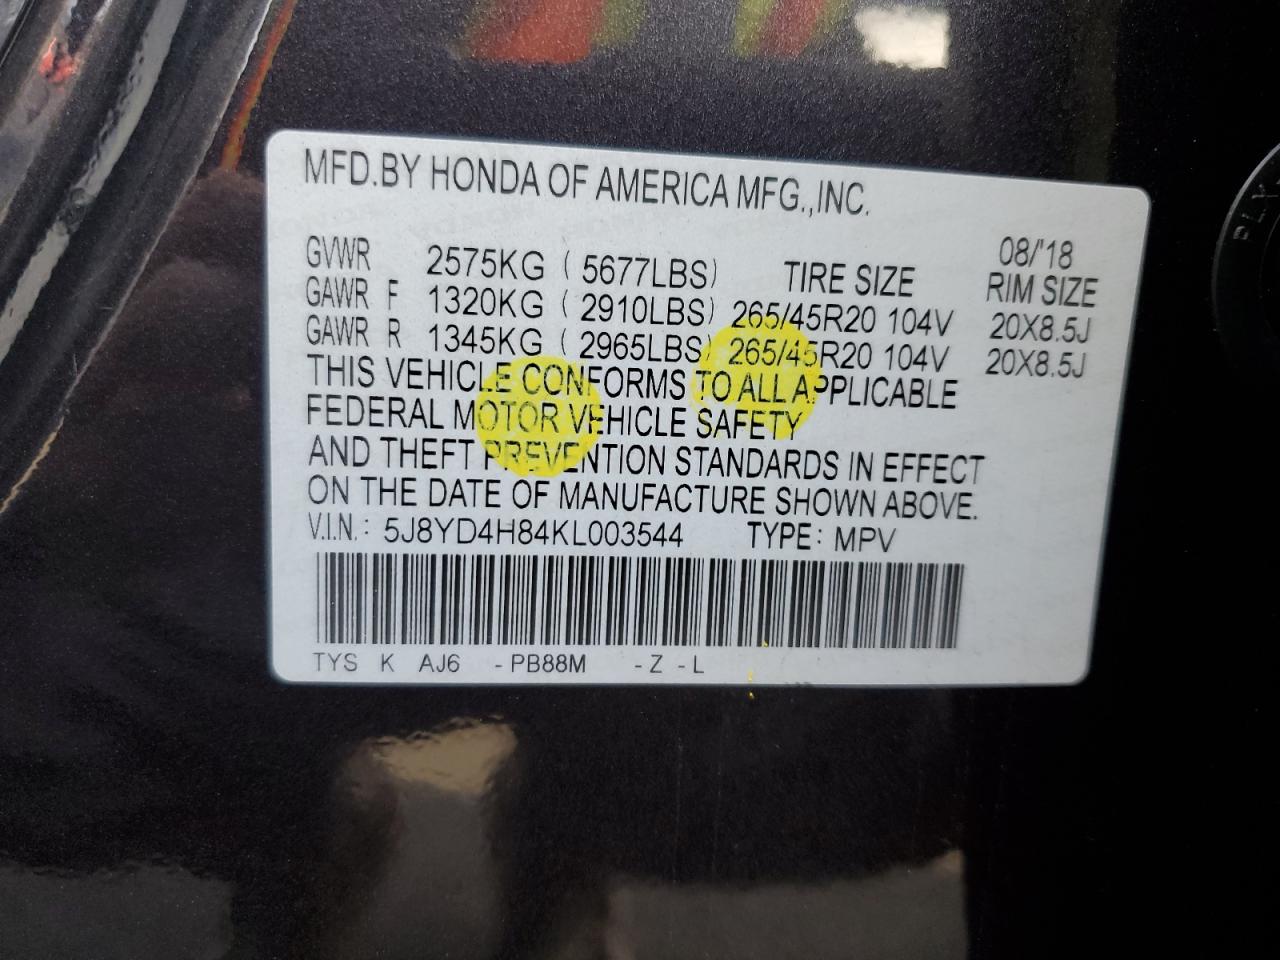 MFD.BY HONDA OF AMERICA MFG.,INC.
08/'18
GVWR 2575KG ( 5677LBS) TIRE SIZE RIM SIZE
GAWR F 1320KG ( 2910LBS) 265/45R20 104V 20X8.5J
GAWR R 1345KG ( 2965LBS) 265/45R20 104V 20X8.5J
THIS VEHICLE CONFORMS TO ALL APPLICABLE
FEDERAL MOTOR VEHICLE SAFETY
AND THEFT PREVENTION STANDARDS IN EFFECT
ON THE DATE OF MANUFACTURE SHOWN ABOVE.
V.I.N.: 5J8YD4H84KL003544 TYPE: MPV
TYS K AJ6 -PB88M -Z -L